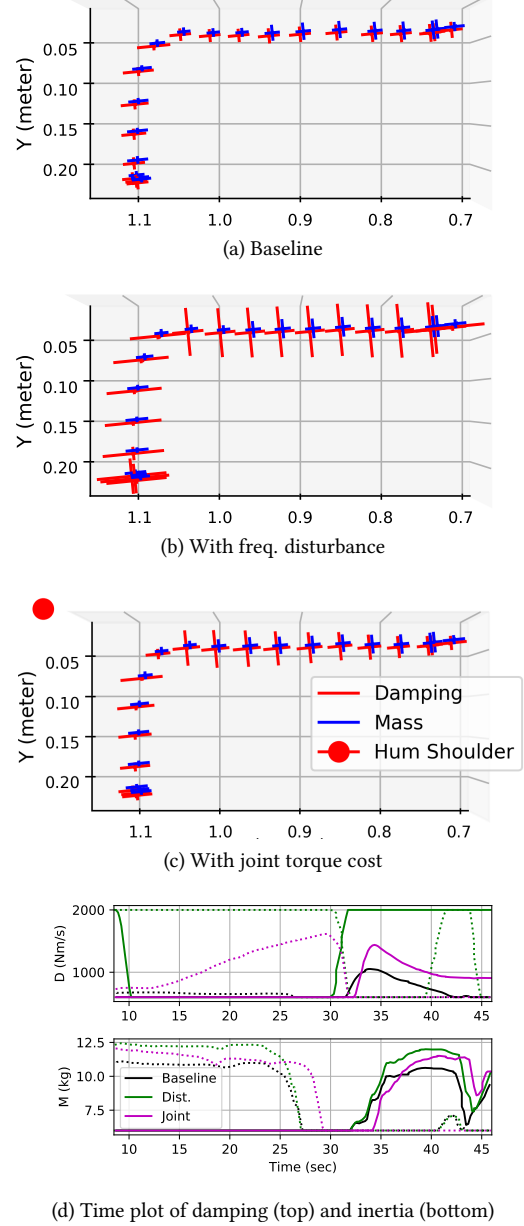 0.05
0.10
0.15
0.20
Y (meter)
1.1 1.0 0.9 0.8 0.7
(a) Baseline
0.05
0.10
0.15
0.20
Y (meter)
1.1 1.0 0.9 0.8 0.7
(b) With freq. disturbance
0.05
0.10
0.15
0.20
Y (meter)
Damping
Mass
Hum Shoulder
1.1 1.0 0.9 0.8 0.7
(c) With joint torque cost
2000
1000
D (Nm/s)
10 15 20 25 30 35 40 45
12.5
10.0
7.5
M (kg)
Baseline
Dist.
Joint
10 15 20 25 30 35 40 45
Time (sec)
(d) Time plot of damping (top) and inertia (bottom)